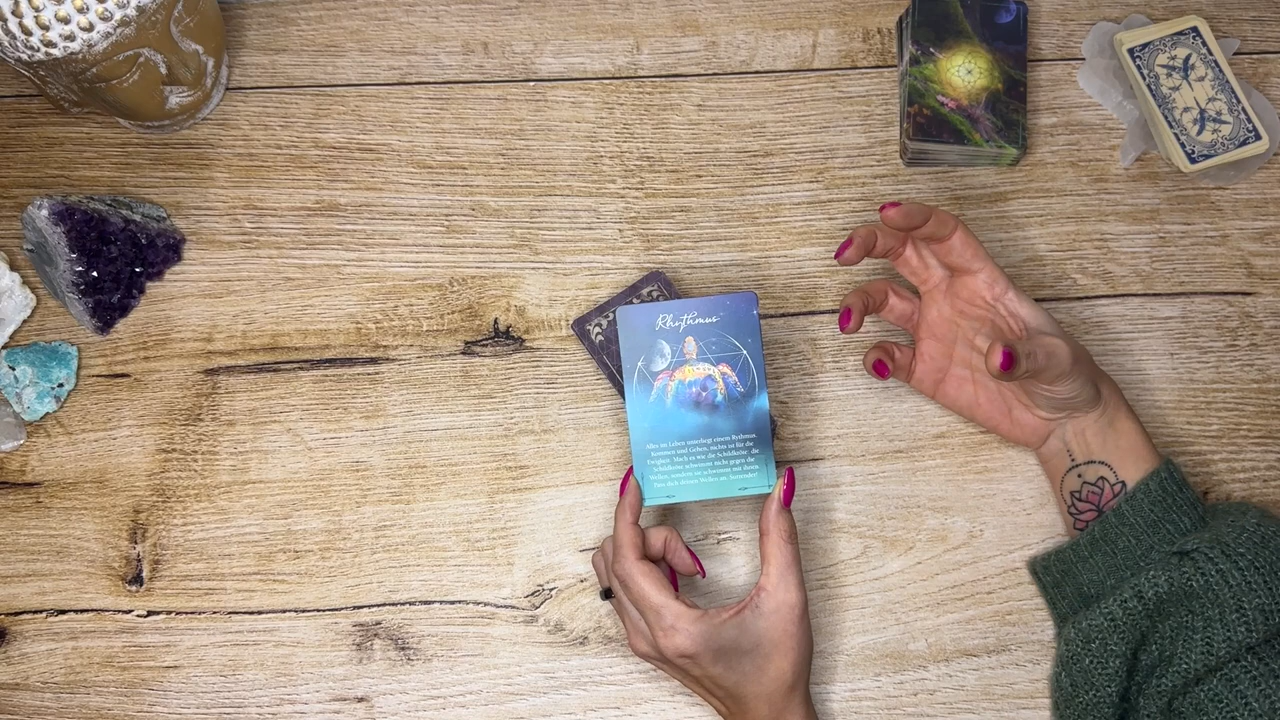 Rhythmus
Alles im Leben unterliegt einem Rythmus.
Kommen und Gehen, nichts ist für die
Ewigkeit. Mach es wie die Schildkröte: die
Schildkröte schwimmt nicht gegen die
Wellen, sondern sie schwimmt mit ihnen.
Pass dich deinen Wellen an. Surrender!